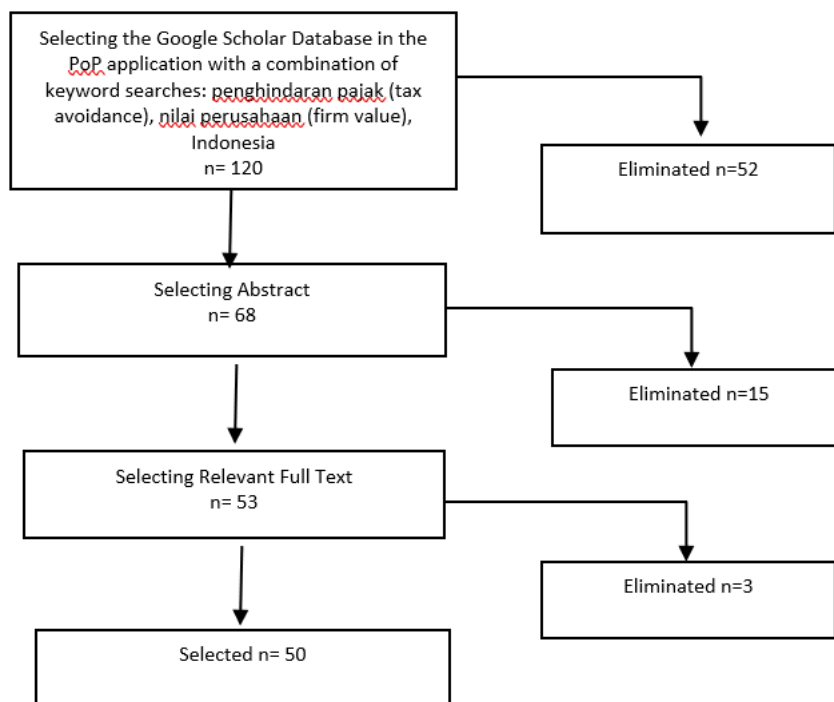 Selecting the Google Scholar Database in the
PoP application with a combination of
keyword searches: penghindaran pajak (tax
avoidance), nilai perusahaan (firm value),
Indonesia
n= 120
Eliminated n=52
Selecting Abstract
n= 68
Eliminated n=15
Selecting Relevant Full Text
n= 53
Eliminated n=3
Selected n= 50